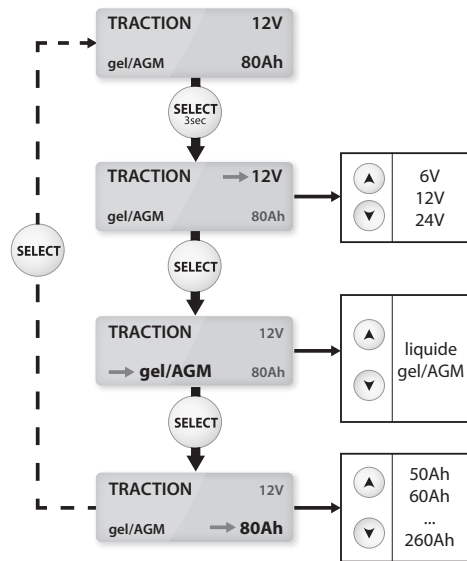 TRACTION 12V
gel/AGM 80Ah
SELECT
3sec
TRACTION 12V
gel/AGM 80Ah
6V
12V
24V
SELECT
SELECT
TRACTION 12V
gel/AGM 80Ah
liquide
gel/AGM
SELECT
TRACTION 12V
gel/AGM 80Ah
50Ah
60Ah
...
260Ah